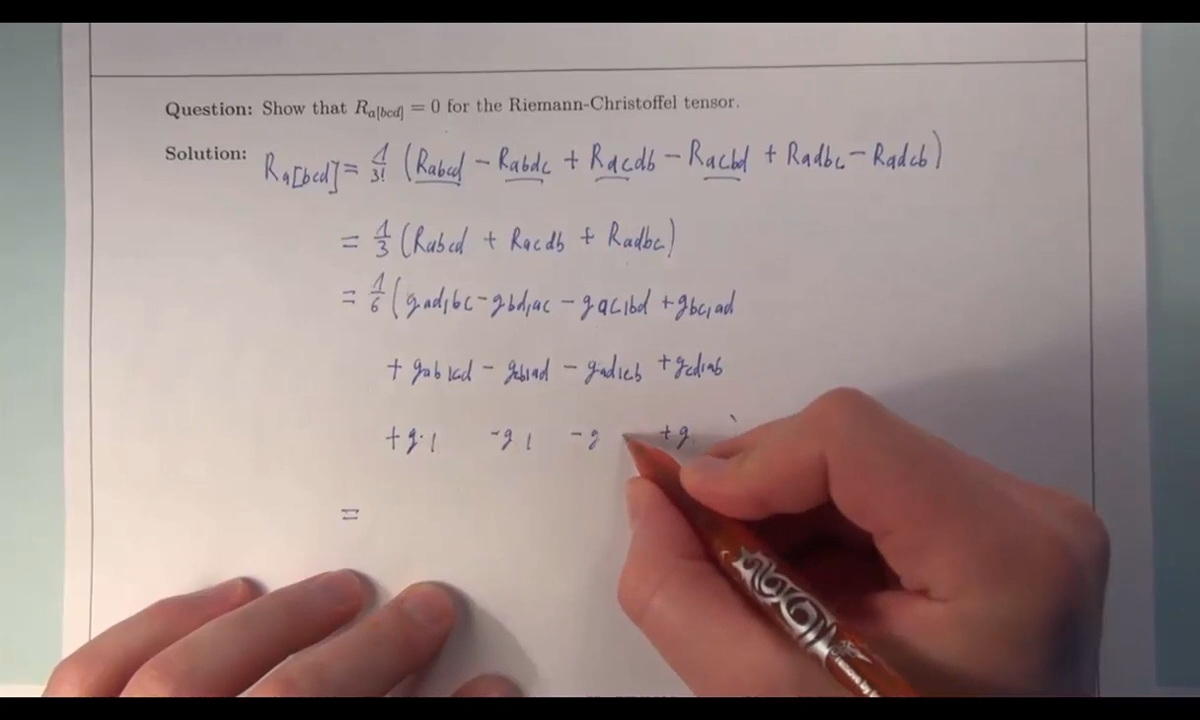 Question: Show that R_{a[bcd]} = 0 for the Riemann-Christoffel tensor.
Solution: R_{a[bcd]} = 1/3! (R_{abcd} - R_{abdc} + R_{acdb} - R_{acbd} + R_{adbc} - R_{adcb})
= 1/3 (R_{abcd} + R_{acdb} + R_{adbc})
= 1/6 (g_{ad,bc} - g_{bd,ac} - g_{ac,bd} + g_{bc,ad}
+ g_{ab,cd} - g_{cb,ad} - g_{ad,cb} + g_{cd,ab}
+ g , - g , - g + g
=